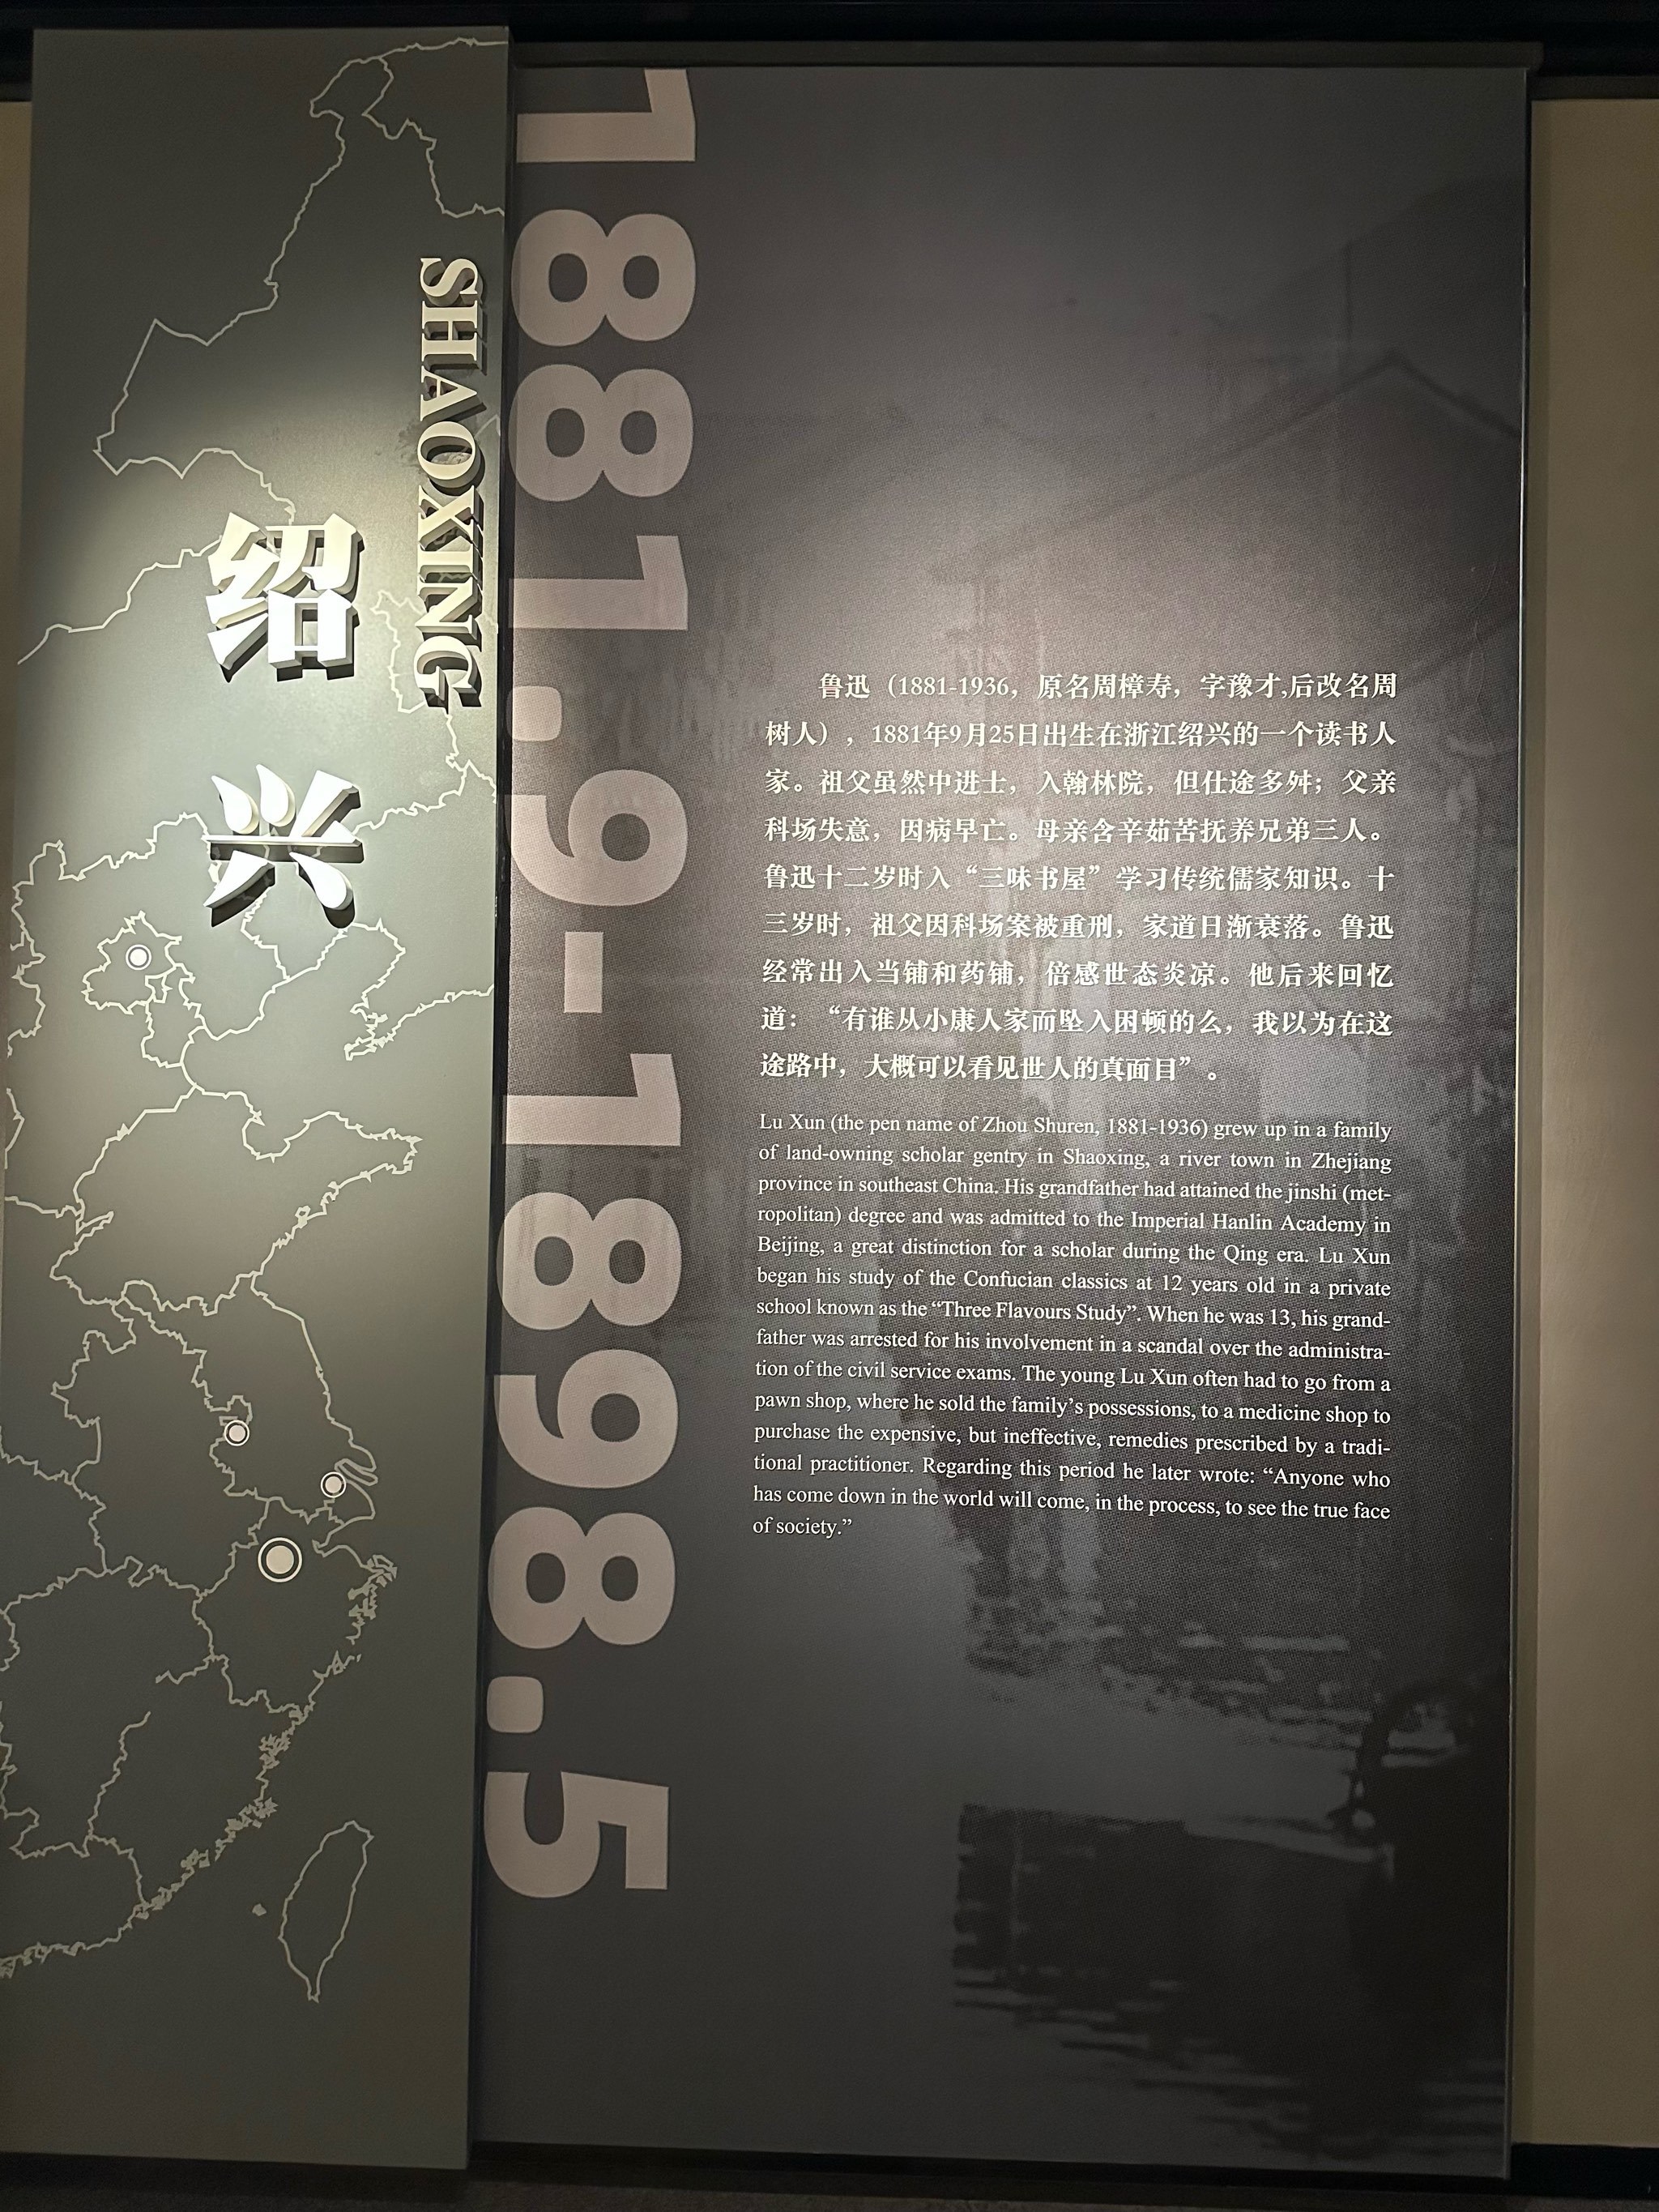 绍兴
SHAOXING
1881.9-1898.5
鲁迅（1881-1936，原名周樟寿，字豫才,后改名周
树人），1881年9月25日出生在浙江绍兴的一个读书人
家。祖父虽然中进士，入翰林院，但仕途多舛；父亲
科场失意，因病早亡。母亲含辛茹苦抚养兄弟三人。
鲁迅十二岁时入“三味书屋”学习传统儒家知识。十
三岁时，祖父因科场案被重刑，家道日渐衰落。鲁迅
经常出入当铺和药铺，倍感世态炎凉。他后来回忆
道：“有谁从小康人家而坠入困顿的么，我以为在这
途路中，大概可以看见世人的真面目”。
Lu Xun (the pen name of Zhou Shuren, 1881-1936) grew up in a family
of land-owning scholar gentry in Shaoxing, a river town in Zhejiang
province in southeast China. His grandfather had attained the jinshi (met-
ropolitan) degree and was admitted to the Imperial Hanlin Academy in
Beijing, a great distinction for a scholar during the Qing era. Lu Xun
began his study of the Confucian classics at 12 years old in a private
school known as the “Three Flavours Study”. When he was 13, his grand-
father was arrested for his involvement in a scandal over the administra-
tion of the civil service exams. The young Lu Xun often had to go from a
pawn shop, where he sold the family’s possessions, to a medicine shop to
purchase the expensive, but ineffective, remedies prescribed by a tradi-
tional practitioner. Regarding this period he later wrote: “Anyone who
has come down in the world will come, in the process, to see the true face
of society.”